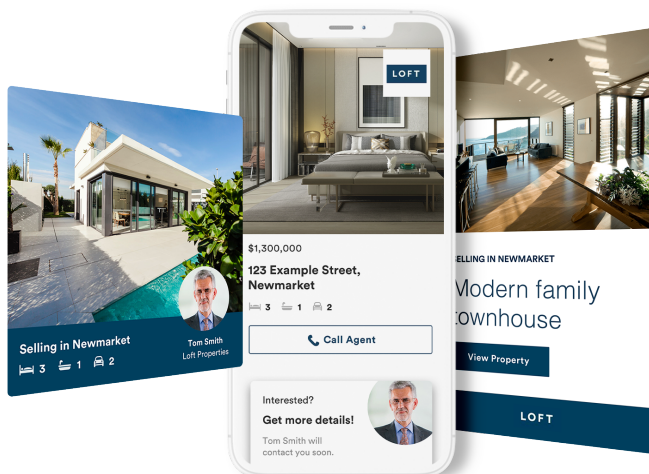 Selling in Newmarket
3 1 2
Tom Smith
Loft Properties
LOFT
$1,300,000
123 Example Street,
Newmarket
3 1 2
Call Agent
Interested?
Get more details!
Tom Smith will
contact you soon.
SELLING IN NEWMARKET
Modern family
townhouse
View Property
LOFT